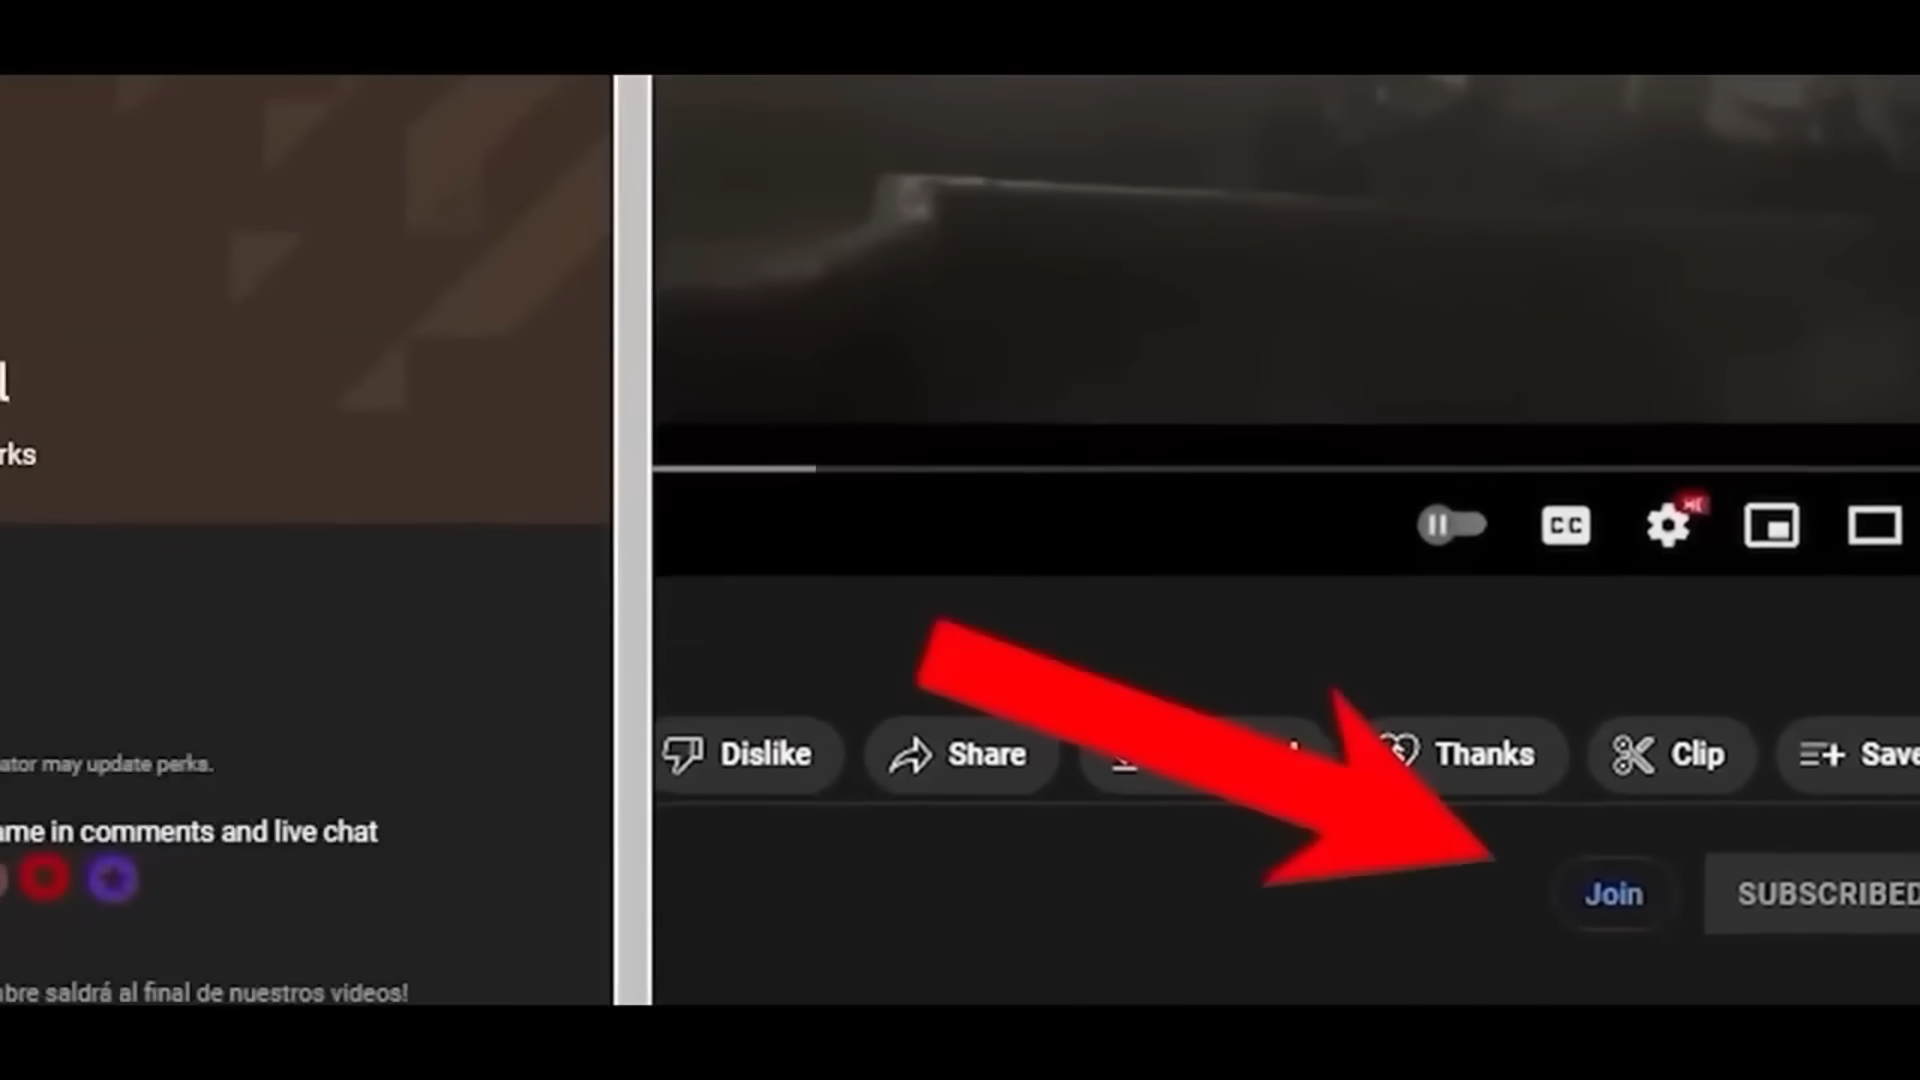 rks
ator may update perks.
ame in comments and live chat
bre saldrá al final de nuestros videos!
CC
Dislike
Share
Thanks
Clip
Save
Join
SUBSCRIBED